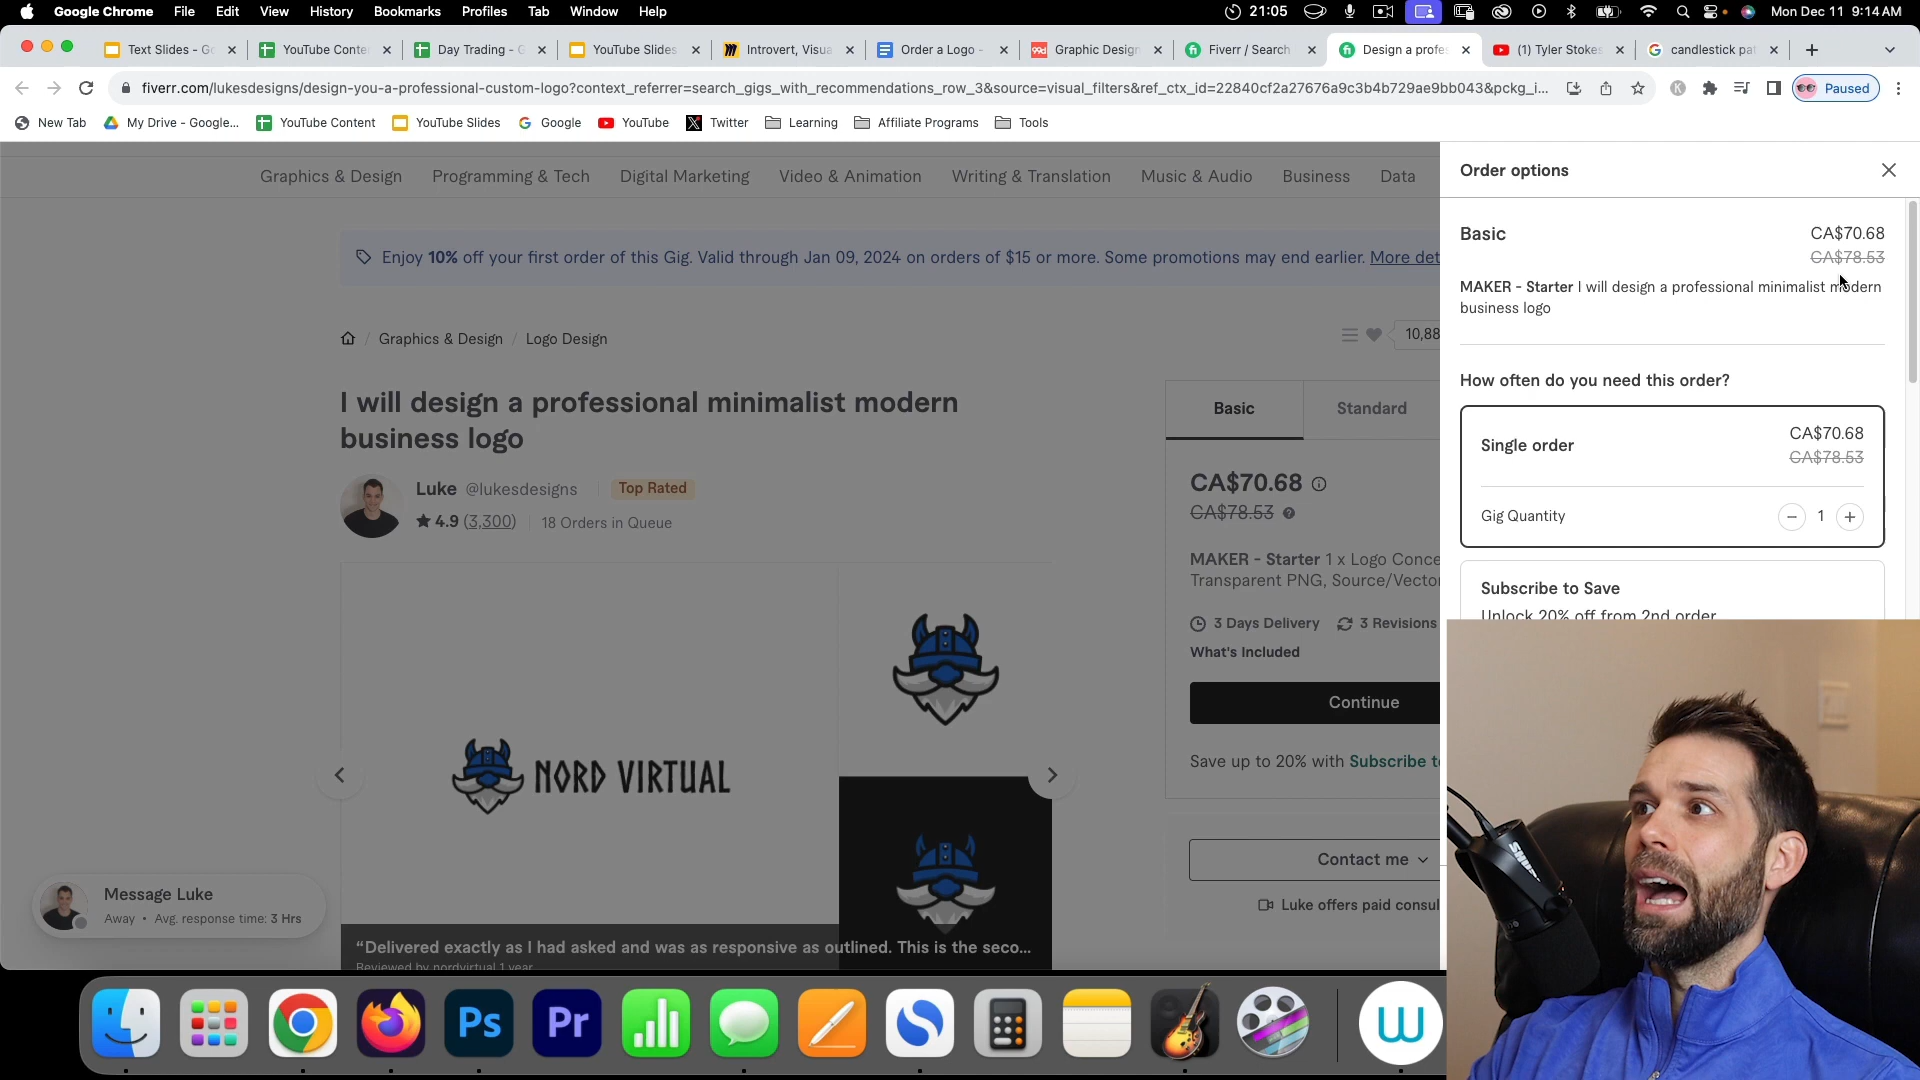 Google Chrome File Edit View History Bookmarks Profiles Tab Window Help 21:05 Mon Dec 11 9:14 AM
Text Slides - Go YouTube Conte Day Trading - G YouTube Slides Introvert, Visua Order a Logo - Graphic Design Fiverr / Search Design a profes (1) Tyler Stokes candlestick pat
fiverr.com/lukesdesigns/design-you-a-professional-custom-logo?context_referrer=search_gigs_with_recommendations_row_3&source=visual_filters&ref_ctx_id=22840cf2a27676a9c3b4b729ae9bb043&pckg_i... Paused
New Tab My Drive - Google... YouTube Content YouTube Slides Google YouTube Twitter Learning Affiliate Programs Tools
Graphics & Design Programming & Tech Digital Marketing Video & Animation Writing & Translation Music & Audio Business Data
Enjoy 10% off your first order of this Gig. Valid through Jan 09, 2024 on orders of $15 or more. Some promotions may end earlier. More det
Graphics & Design / Logo Design
10,88
I will design a professional minimalist modern
business logo
Luke @lukesdesigns Top Rated
4.9 (3,300) 18 Orders in Queue
NORD VIRTUAL
"Delivered exactly as I had asked and was as responsive as outlined. This is the seco...
Reviewed by nordvirtual 1 year
Message Luke
Away • Avg. response time: 3 Hrs
Basic Standard
CA$70.68
CA$78.53
MAKER - Starter 1 x Logo Conce
Transparent PNG, Source/Vector
3 Days Delivery 3 Revisions
What's Included
Continue
Save up to 20% with Subscribe to
Contact me
Luke offers paid consul
Order options
Basic CA$70.68
CA$78.53
MAKER - Starter I will design a professional minimalist modern
business logo
How often do you need this order?
Single order CA$70.68
CA$78.53
Gig Quantity 1
Subscribe to Save
Unlock 20% off from 2nd order
SHURE
Ps Pr W